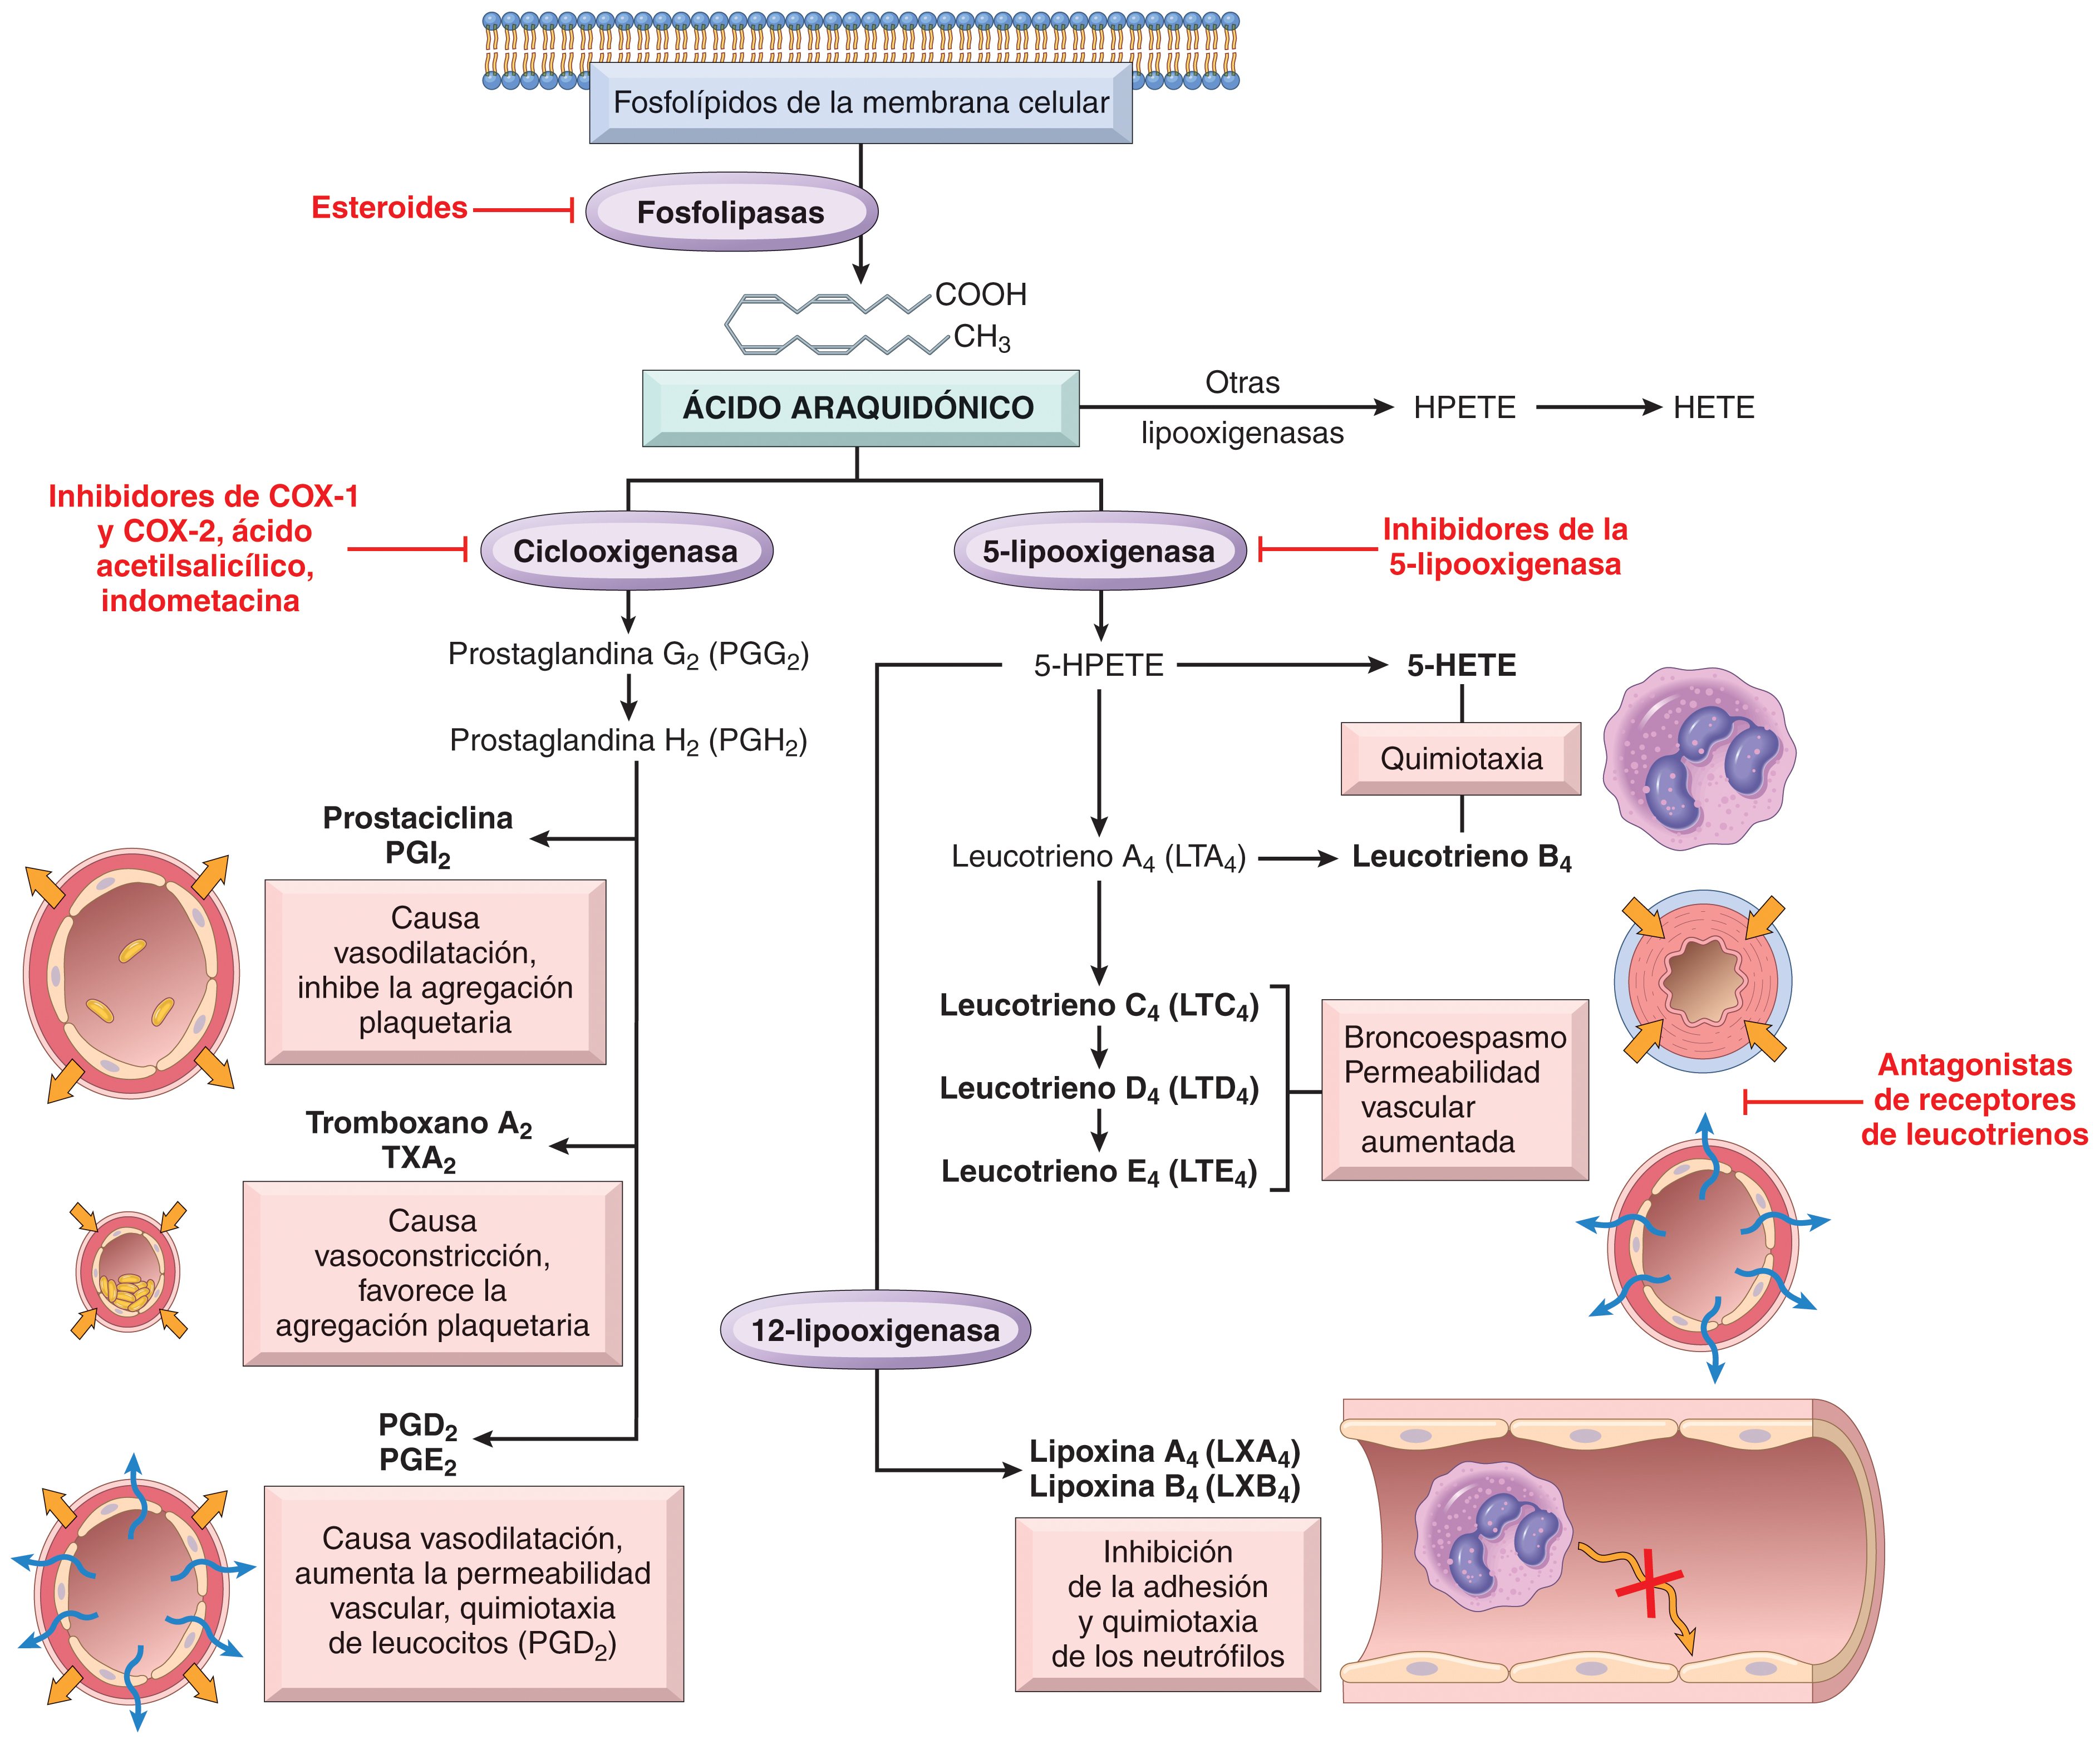 Fosfolípidos de la membrana celular
Esteroides
Fosfolipasas
COOH
CH₃
ÁCIDO ARAQUIDÓNICO
Otras
lipooxigenasas
HPETE
HETE
Inhibidores de COX-1
y COX-2, ácido
acetilsalicílico,
indometacina
Ciclooxigenasa
5-lipooxigenasa
Inhibidores de la
5-lipooxigenasa
Prostaglandina G₂ (PGG₂)
Prostaglandina H₂ (PGH₂)
5-HPETE
5-HETE
Quimiotaxia
Leucotrieno A₄ (LTA₄)
Leucotrieno B₄
Prostaciclina
PGI₂
Causa
vasodilatación,
inhibe la agregación
plaquetaria
Leucotrieno C₄ (LTC₄)
Leucotrieno D₄ (LTD₄)
Leucotrieno E₄ (LTE₄)
Broncoespasmo
Permeabilidad
vascular
aumentada
Antagonistas
de receptores
de leucotrienos
Tromboxano A₂
TXA₂
Causa
vasoconstricción,
favorece la
agregación plaquetaria
12-lipooxigenasa
PGD₂
PGE₂
Causa vasodilatación,
aumenta la permeabilidad
vascular, quimiotaxia
de leucocitos (PGD₂)
Lipoxina A₄ (LXA₄)
Lipoxina B₄ (LXB₄)
Inhibición
de la adhesión
y quimiotaxia
de los neutrófilos